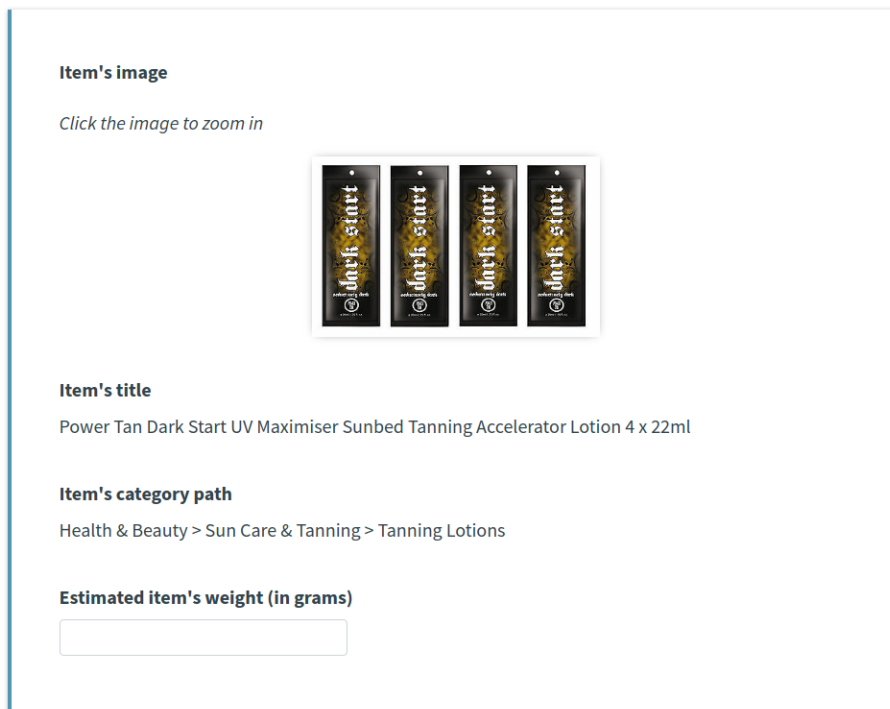 Item's image
Click the image to zoom in
dark start
dark start
dark start
dark start
Item's title
Power Tan Dark Start UV Maximiser Sunbed Tanning Accelerator Lotion 4 x 22ml
Item's category path
Health & Beauty > Sun Care & Tanning > Tanning Lotions
Estimated item's weight (in grams)